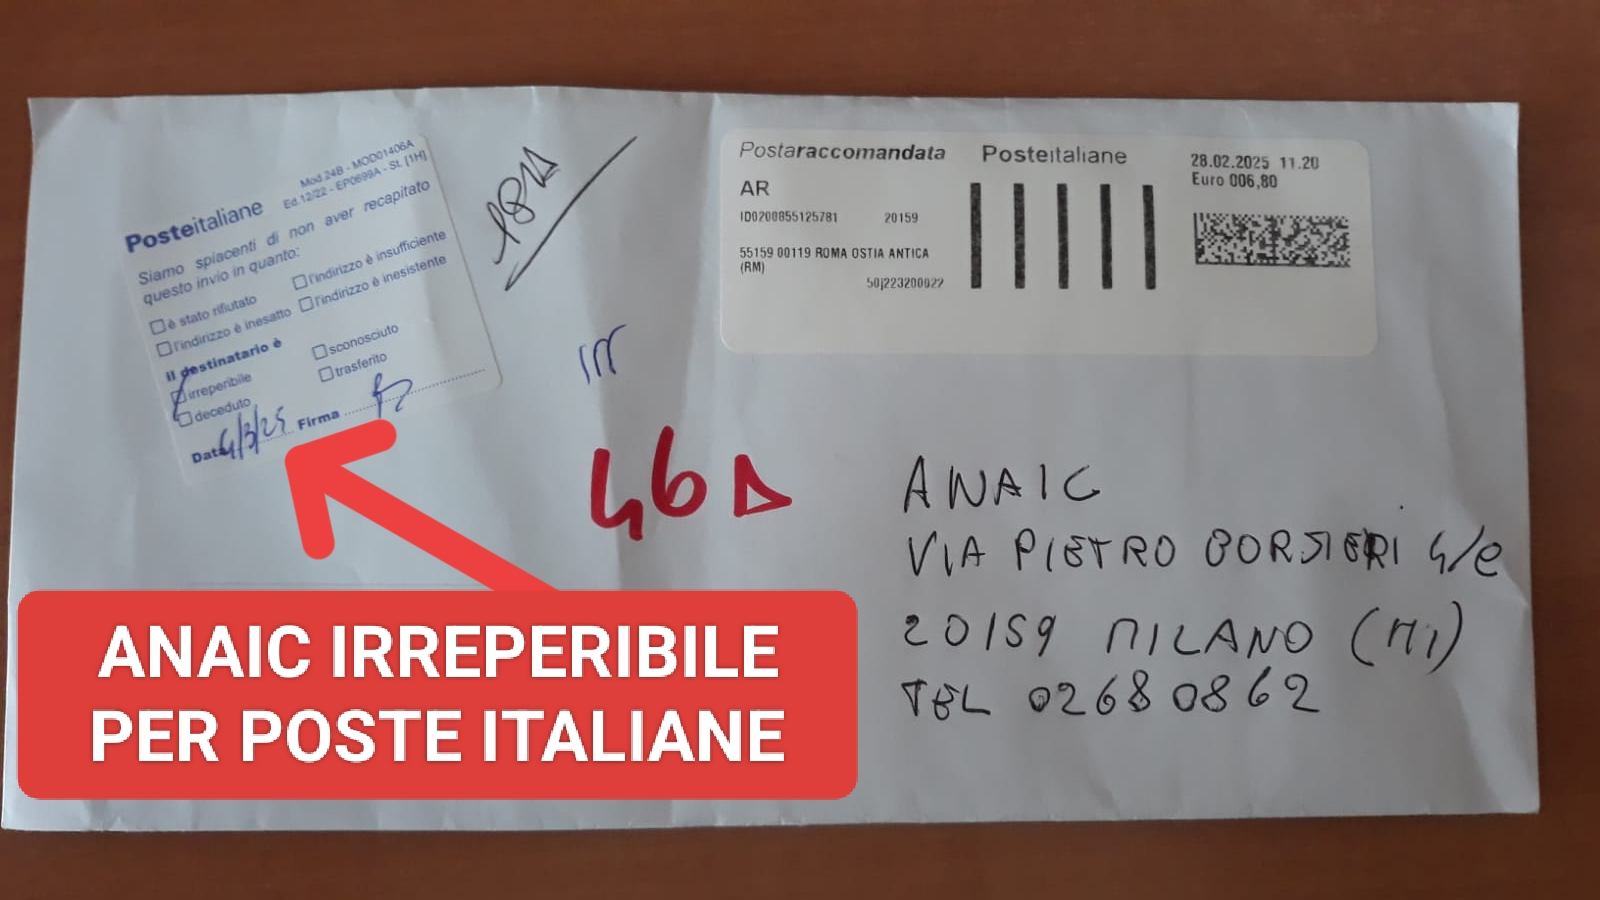 Mod.24B - MOD01406A
Ed.12/22 - EP0699A - St. [1H]
Posteitaliane
Siamo spiacenti di non aver recapitato
questo invio in quanto:
è stato rifiutato
l'indirizzo è insufficiente
l'indirizzo è inesatto
l'indirizzo è inesistente
Il destinatario è
sconosciuto
irreperibile
trasferito
deceduto
Data 4/3/25 Firma
Postaraccomandata
Posteitaliane
28.02.2025 11.20
Euro 006,80
AR
ID0200855125781 20159
55159 00119 ROMA OSTIA ANTICA
(RM)
46
ANAIC
VIA PIETRO BORSIERI 4/e
20159 MILANO (MI)
TEL 02680862
ANAIC IRREPERIBILE
PER POSTE ITALIANE